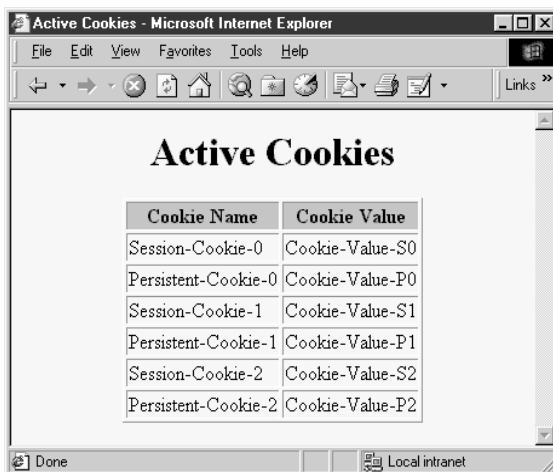 Active Cookies - Microsoft Internet Explorer
File Edit View Favorites Tools Help
Links »
Active Cookies
Cookie Name Cookie Value
Session-Cookie-0 Cookie-Value-S0
Persistent-Cookie-0 Cookie-Value-P0
Session-Cookie-1 Cookie-Value-S1
Persistent-Cookie-1 Cookie-Value-P1
Session-Cookie-2 Cookie-Value-S2
Persistent-Cookie-2 Cookie-Value-P2
Done Local intranet